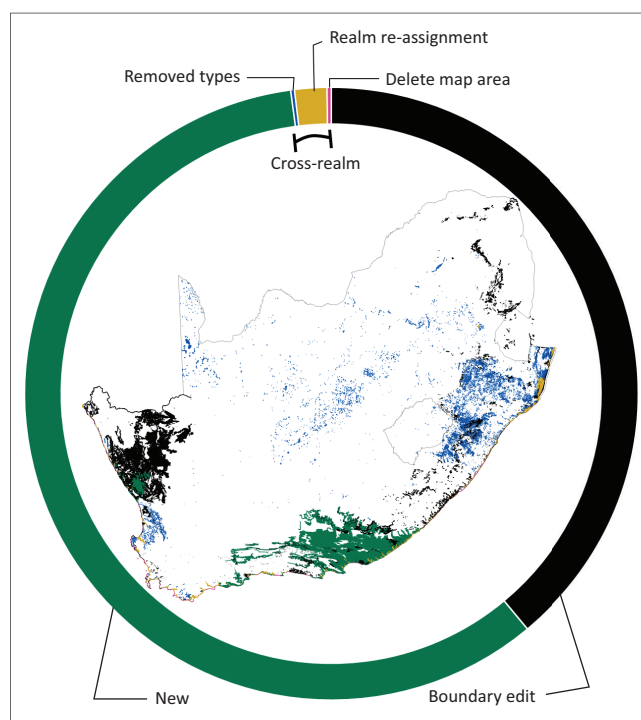 Realm re-assignment
Removed types
Delete map area
Cross-realm
New
Boundary edit